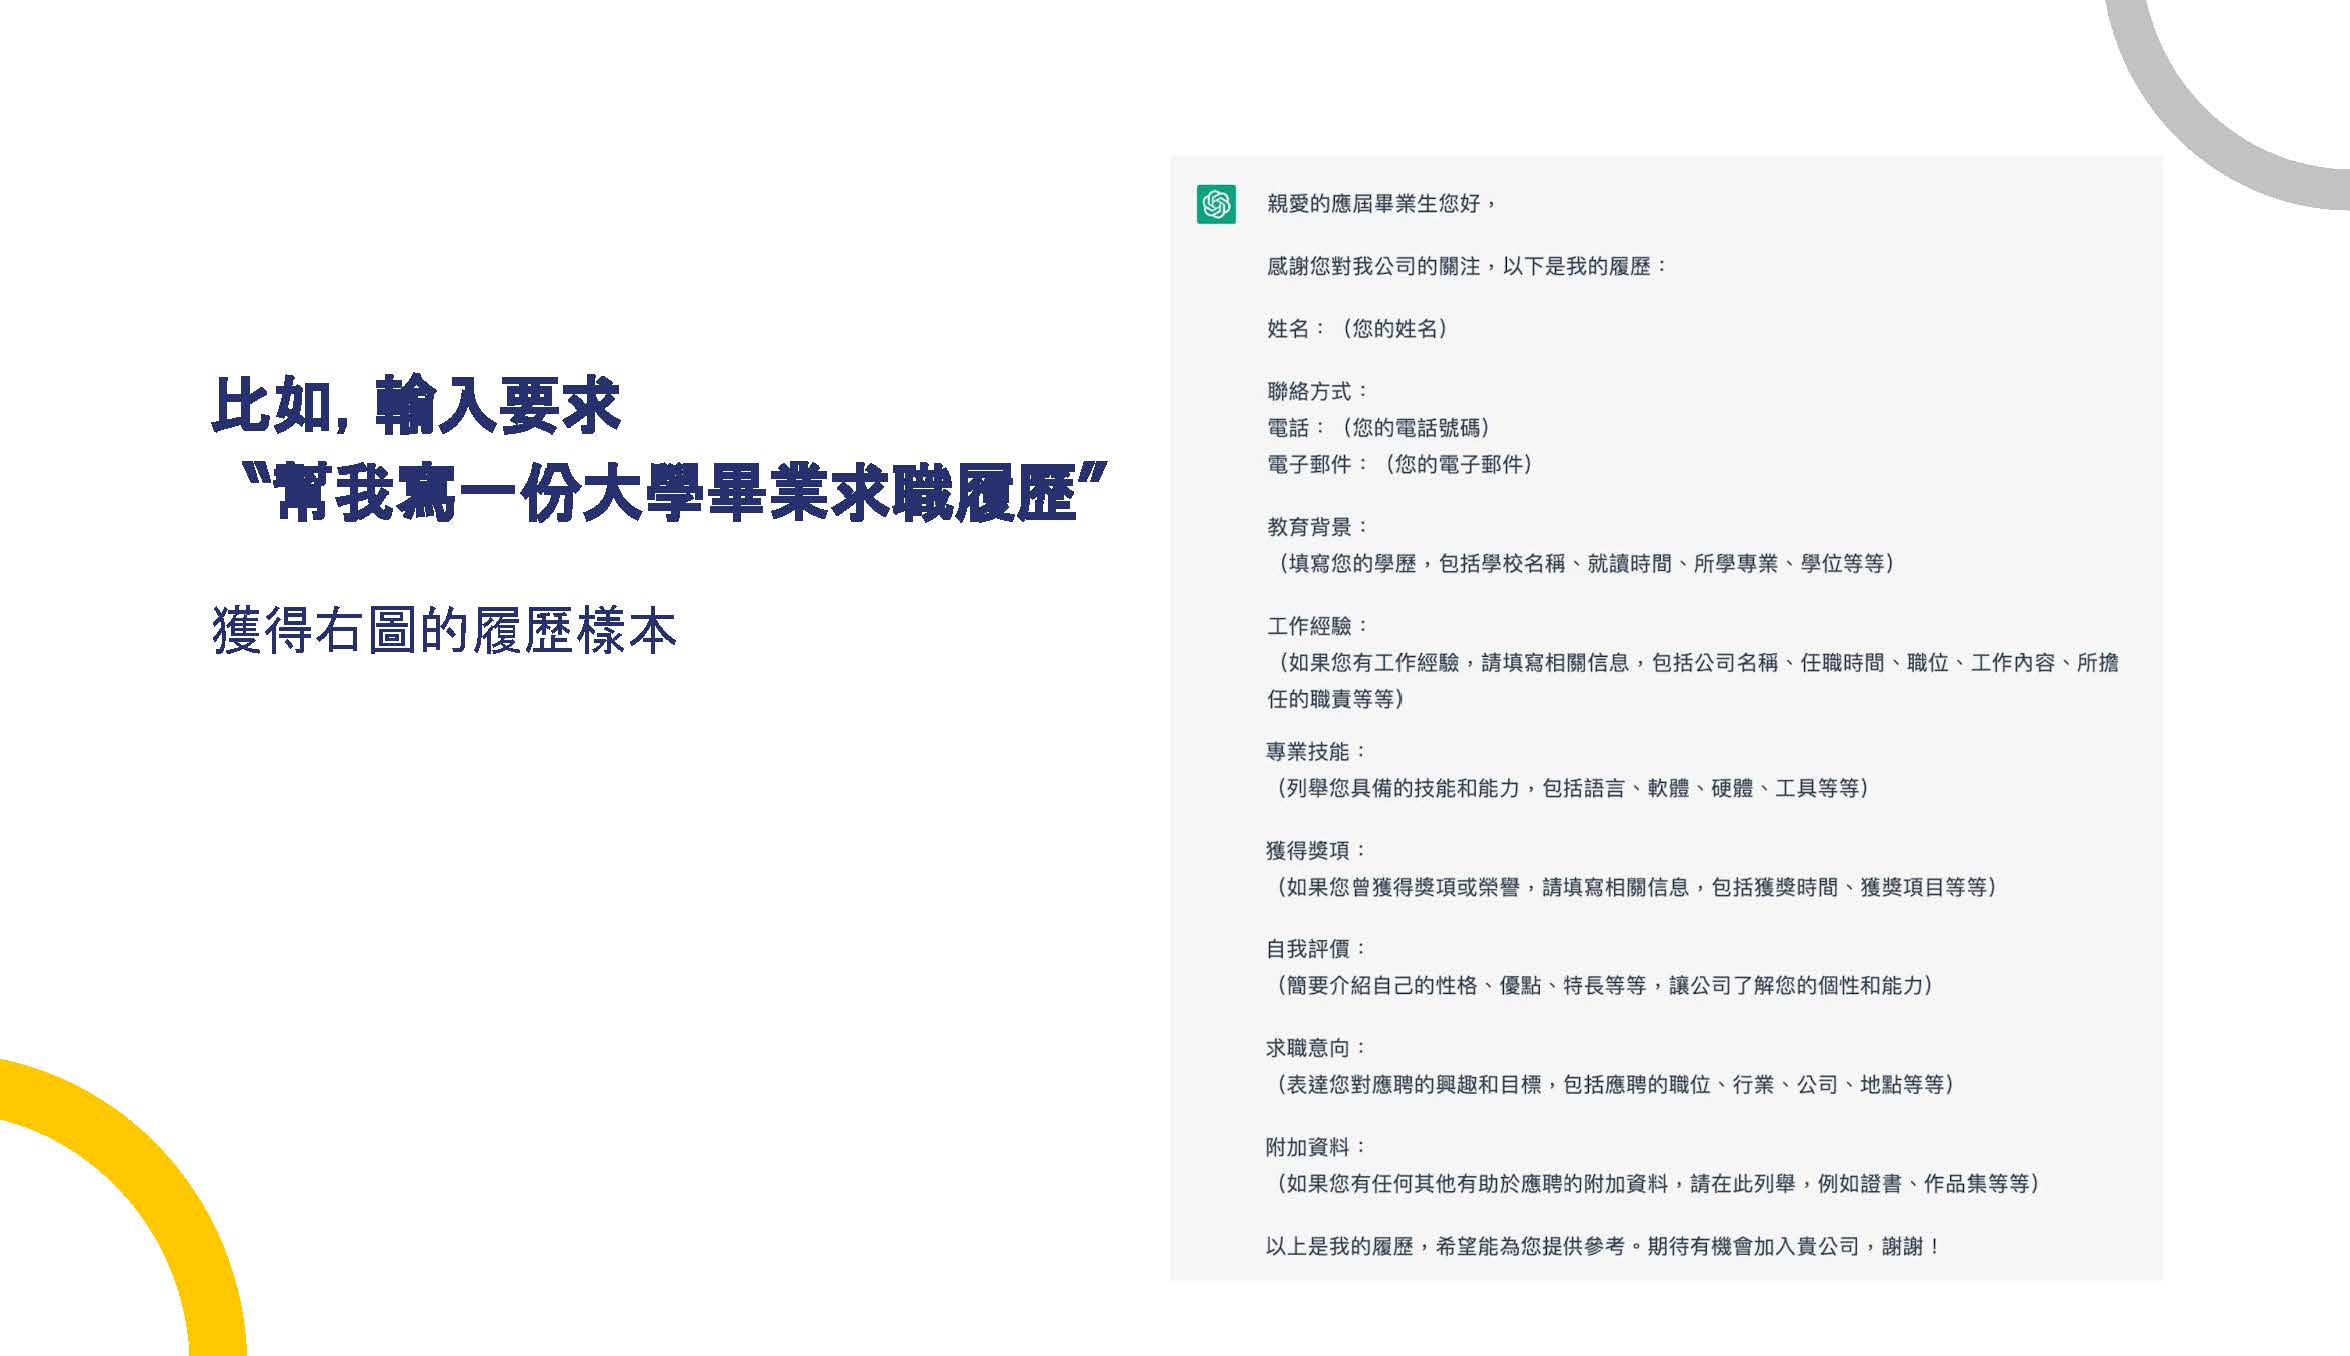 比如, 輸入要求
“幫我寫一份大學畢業求職履歷”
獲得右圖的履歷樣本
親愛的應屆畢業生您好，
感謝您對我公司的關注，以下是我的履歷：
姓名：（您的姓名）
聯絡方式：
電話：（您的電話號碼）
電子郵件：（您的電子郵件）
教育背景：
（填寫您的學歷，包括學校名稱、就讀時間、所學專業、學位等等）
工作經驗：
（如果您有工作經驗，請填寫相關信息，包括公司名稱、任職時間、職位、工作內容、所擔
任的職責等等）
專業技能：
（列舉您具備的技能和能力，包括語言、軟體、硬體、工具等等）
獲得獎項：
（如果您曾獲得獎項或榮譽，請填寫相關信息，包括獲獎時間、獲獎項目等等）
自我評價：
（簡要介紹自己的性格、優點、特長等等，讓公司了解您的個性和能力）
求職意向：
（表達您對應聘的興趣和目標，包括應聘的職位、行業、公司、地點等等）
附加資料：
（如果您有任何其他有助於應聘的附加資料，請在此列舉，例如證書、作品集等等）
以上是我的履歷，希望能為您提供參考。期待有機會加入貴公司，謝謝！